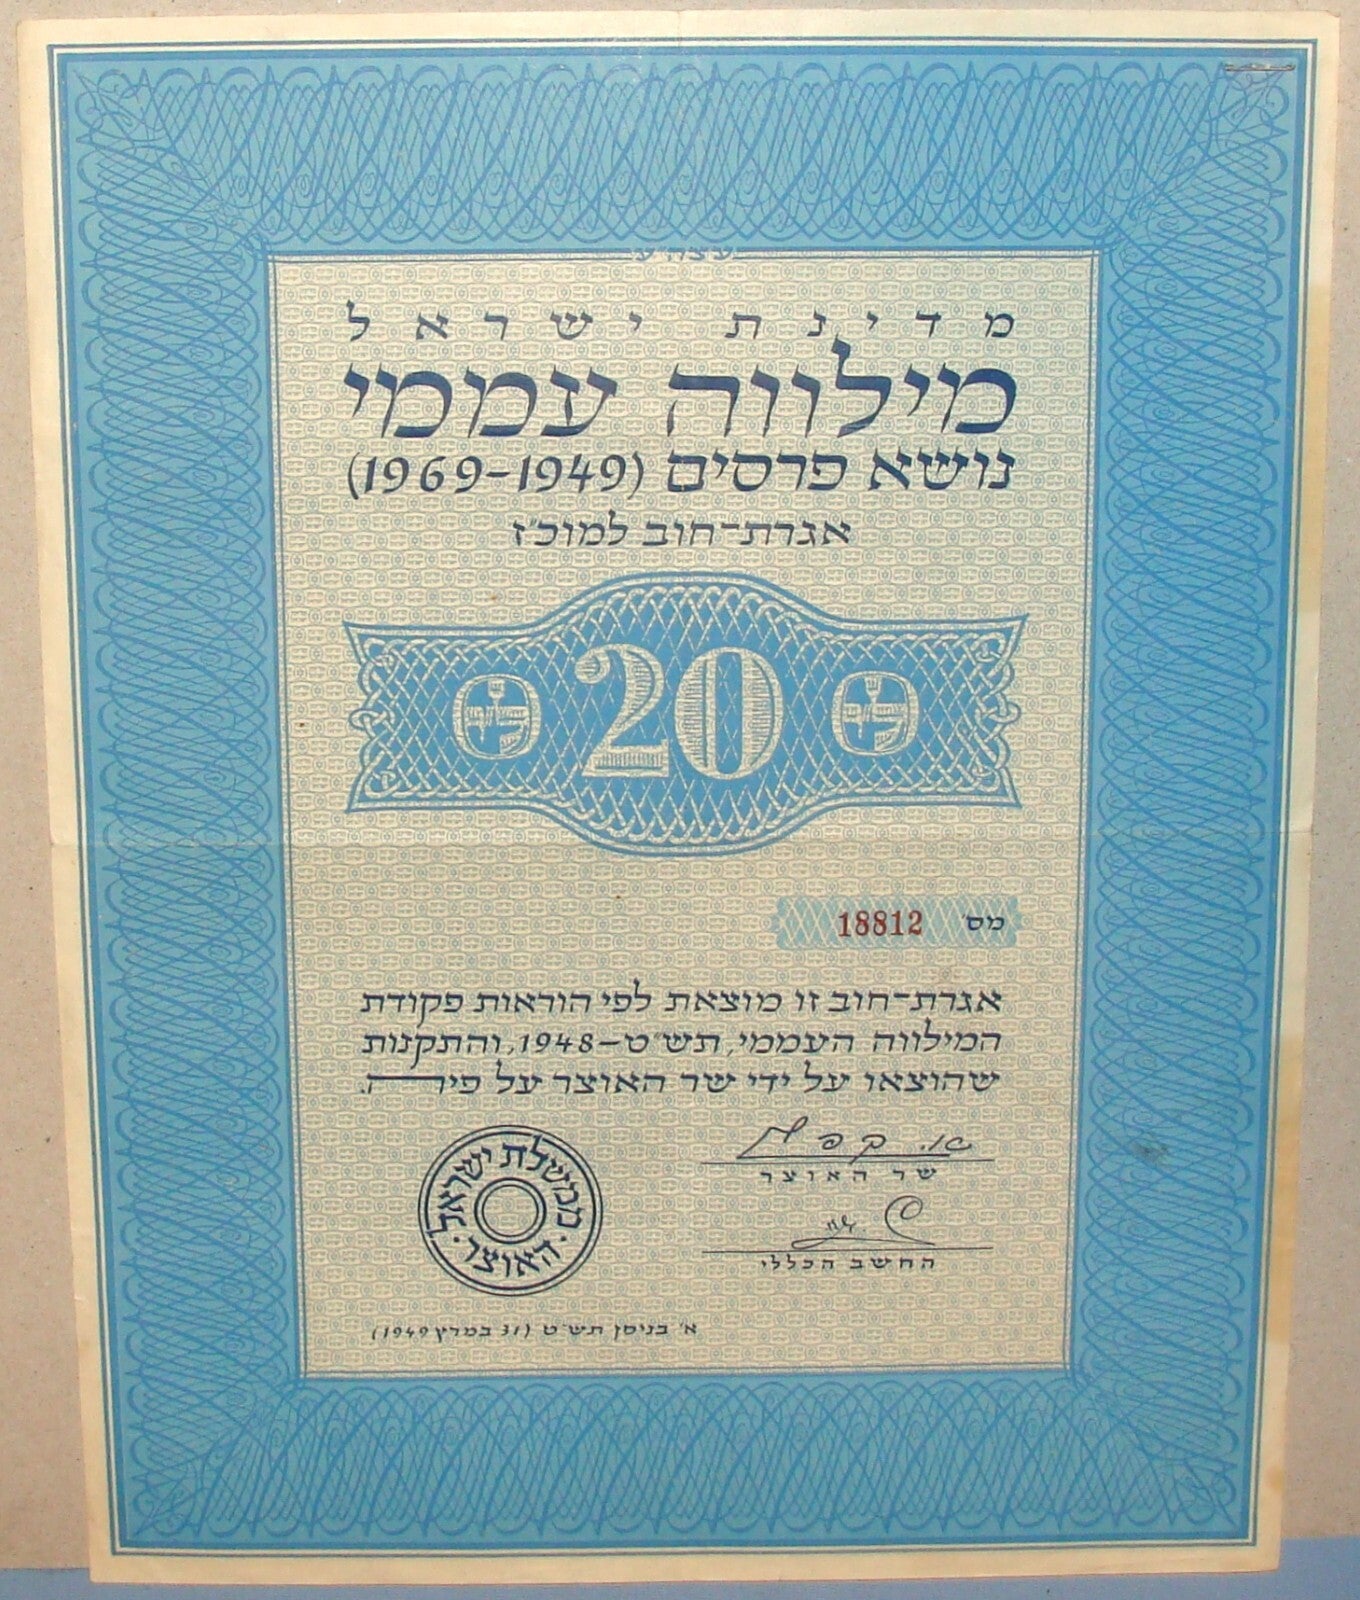 מדינת ישראל
מילווה עממי
נושא פרסים (1949–1969)
אגרת־חוב למוכ״ז
20
מס׳ 18812
אגרת־חוב זו מוצאת לפי הוראות פקודת
המילווה העממי, תש״ט–1948, והתקנות
שהוצאו על ידי שר האוצר על פיה.
א. קפלן
שר האוצר
החשב הכללי
ממשלת ישראל · האוצר ·
א׳ בניסן תש״ט (31 במרץ 1949)